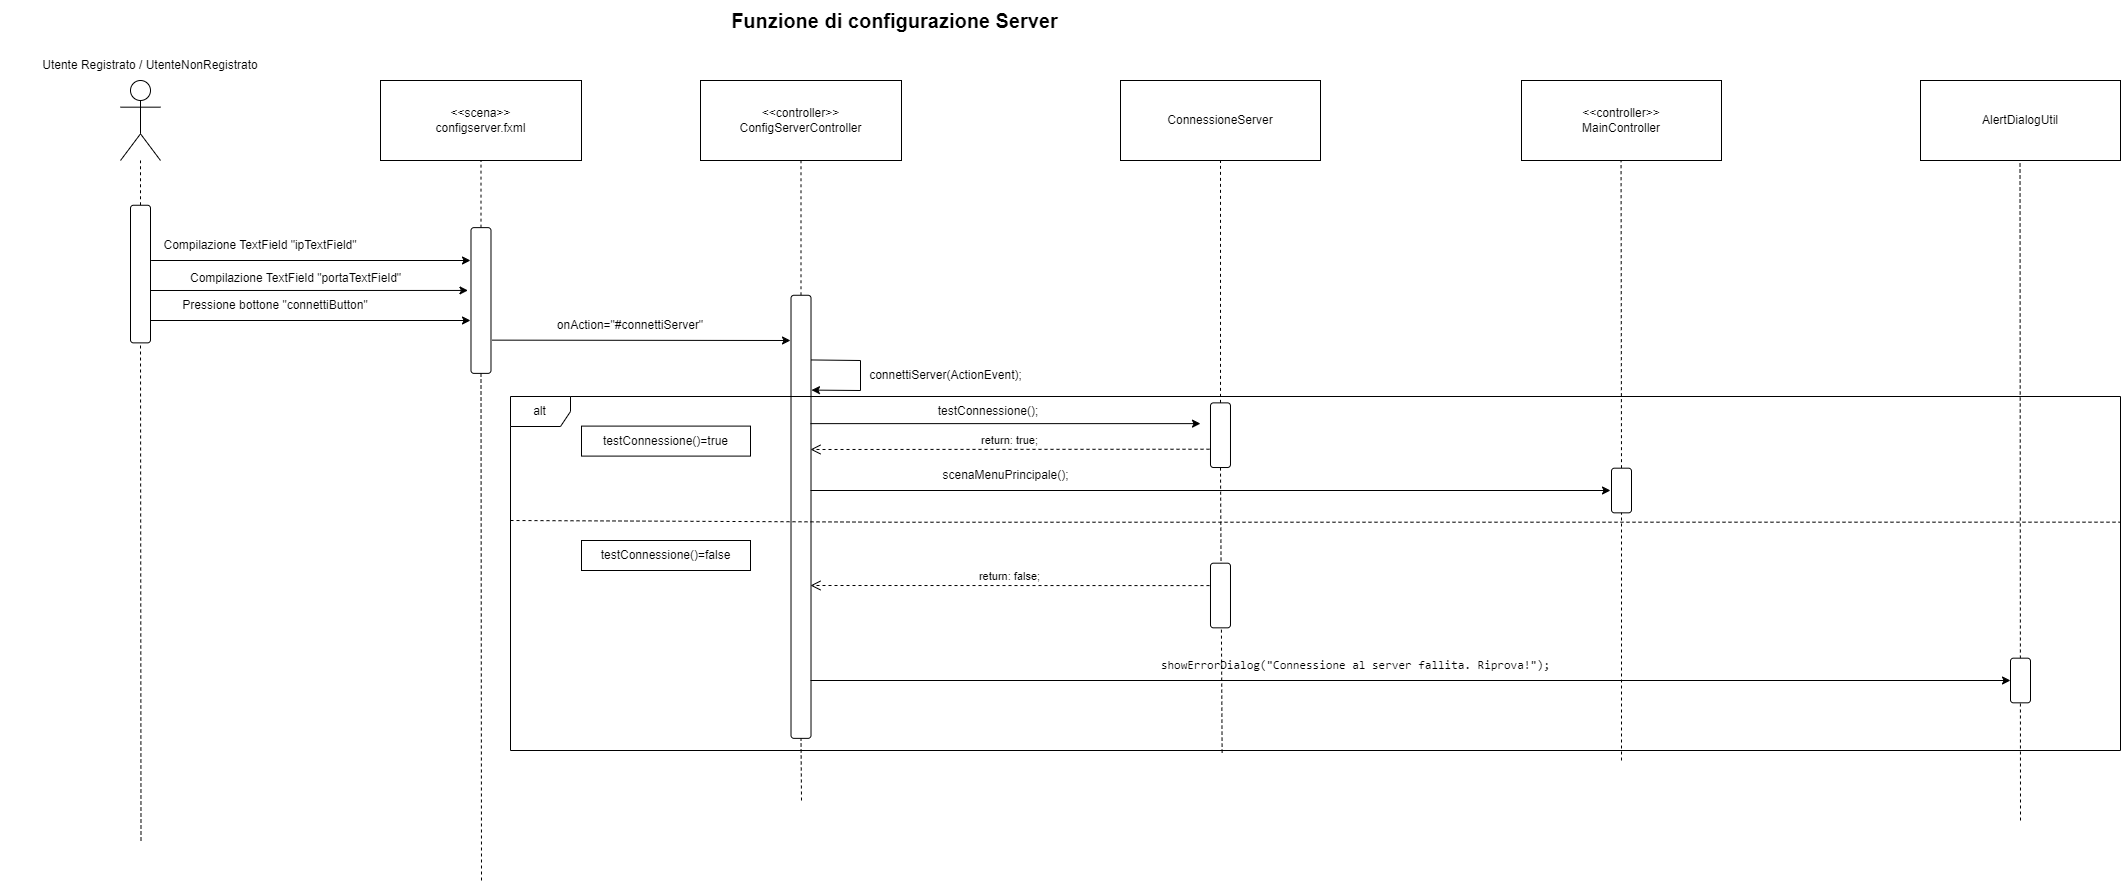 Funzione di configurazione Server
Utente Registrato / UtenteNonRegistrato
<<scena>>
configserver.fxml
<<controller>>
ConfigServerController
ConnessioneServer
<<controller>>
MainController
AlertDialogUtil
Compilazione TextField "ipTextField"
Compilazione TextField "portaTextField"
Pressione bottone "connettiButton"
onAction="#connettiServer"
connettiServer(ActionEvent);
alt
testConnessione();
testConnessione()=true
return: true;
scenaMenuPrincipale();
testConnessione()=false
return: false;
showErrorDialog("Connessione al server fallita. Riprova!");